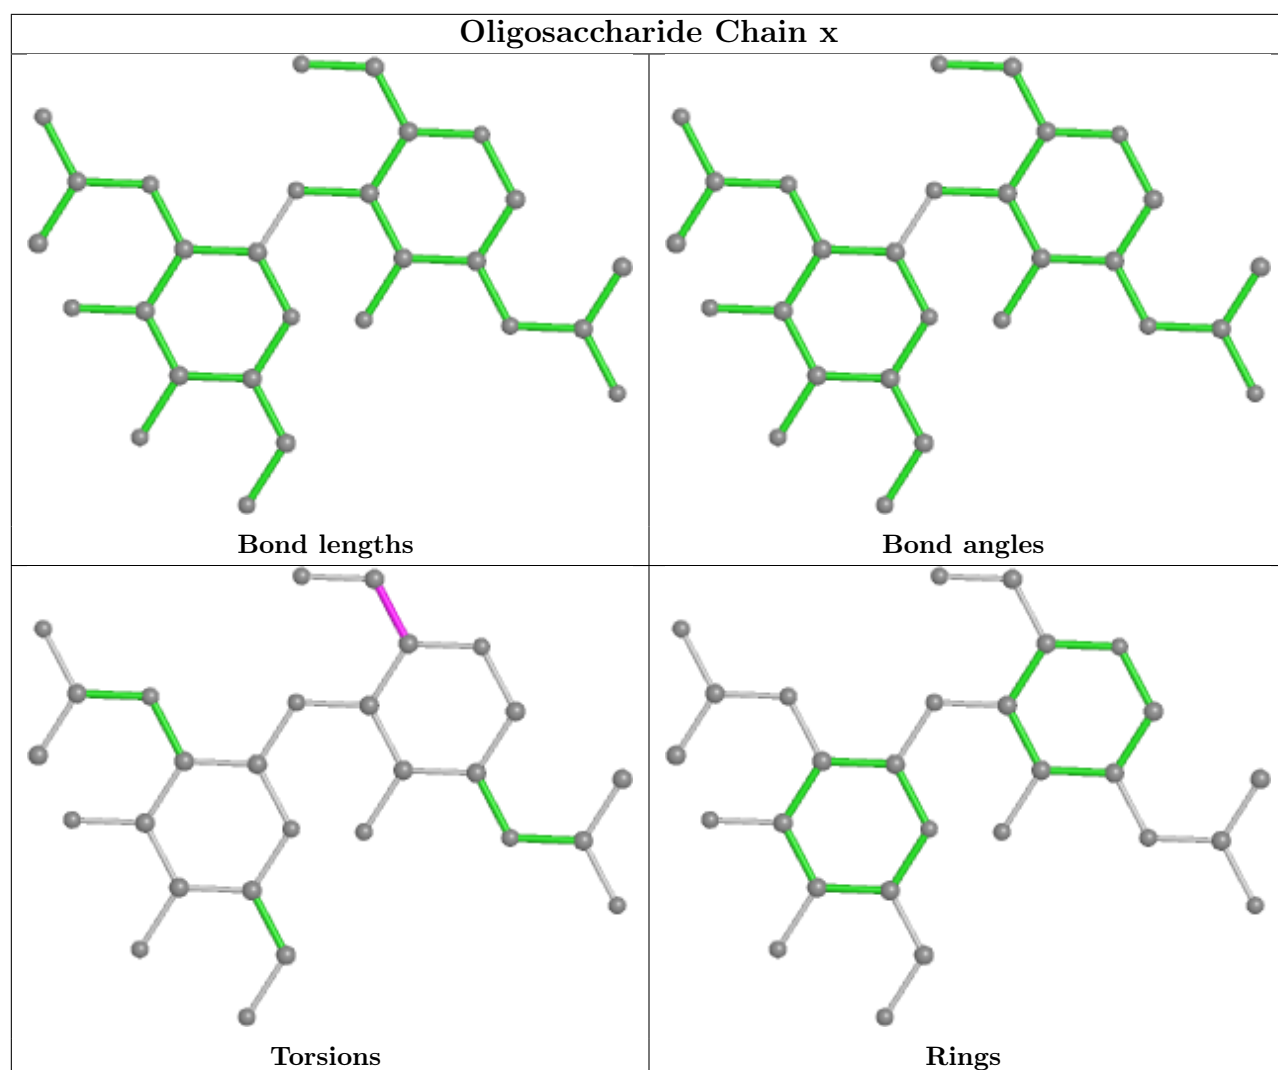 Oligosaccharide Chain x
Bond lengths
Bond angles
Torsions
Rings